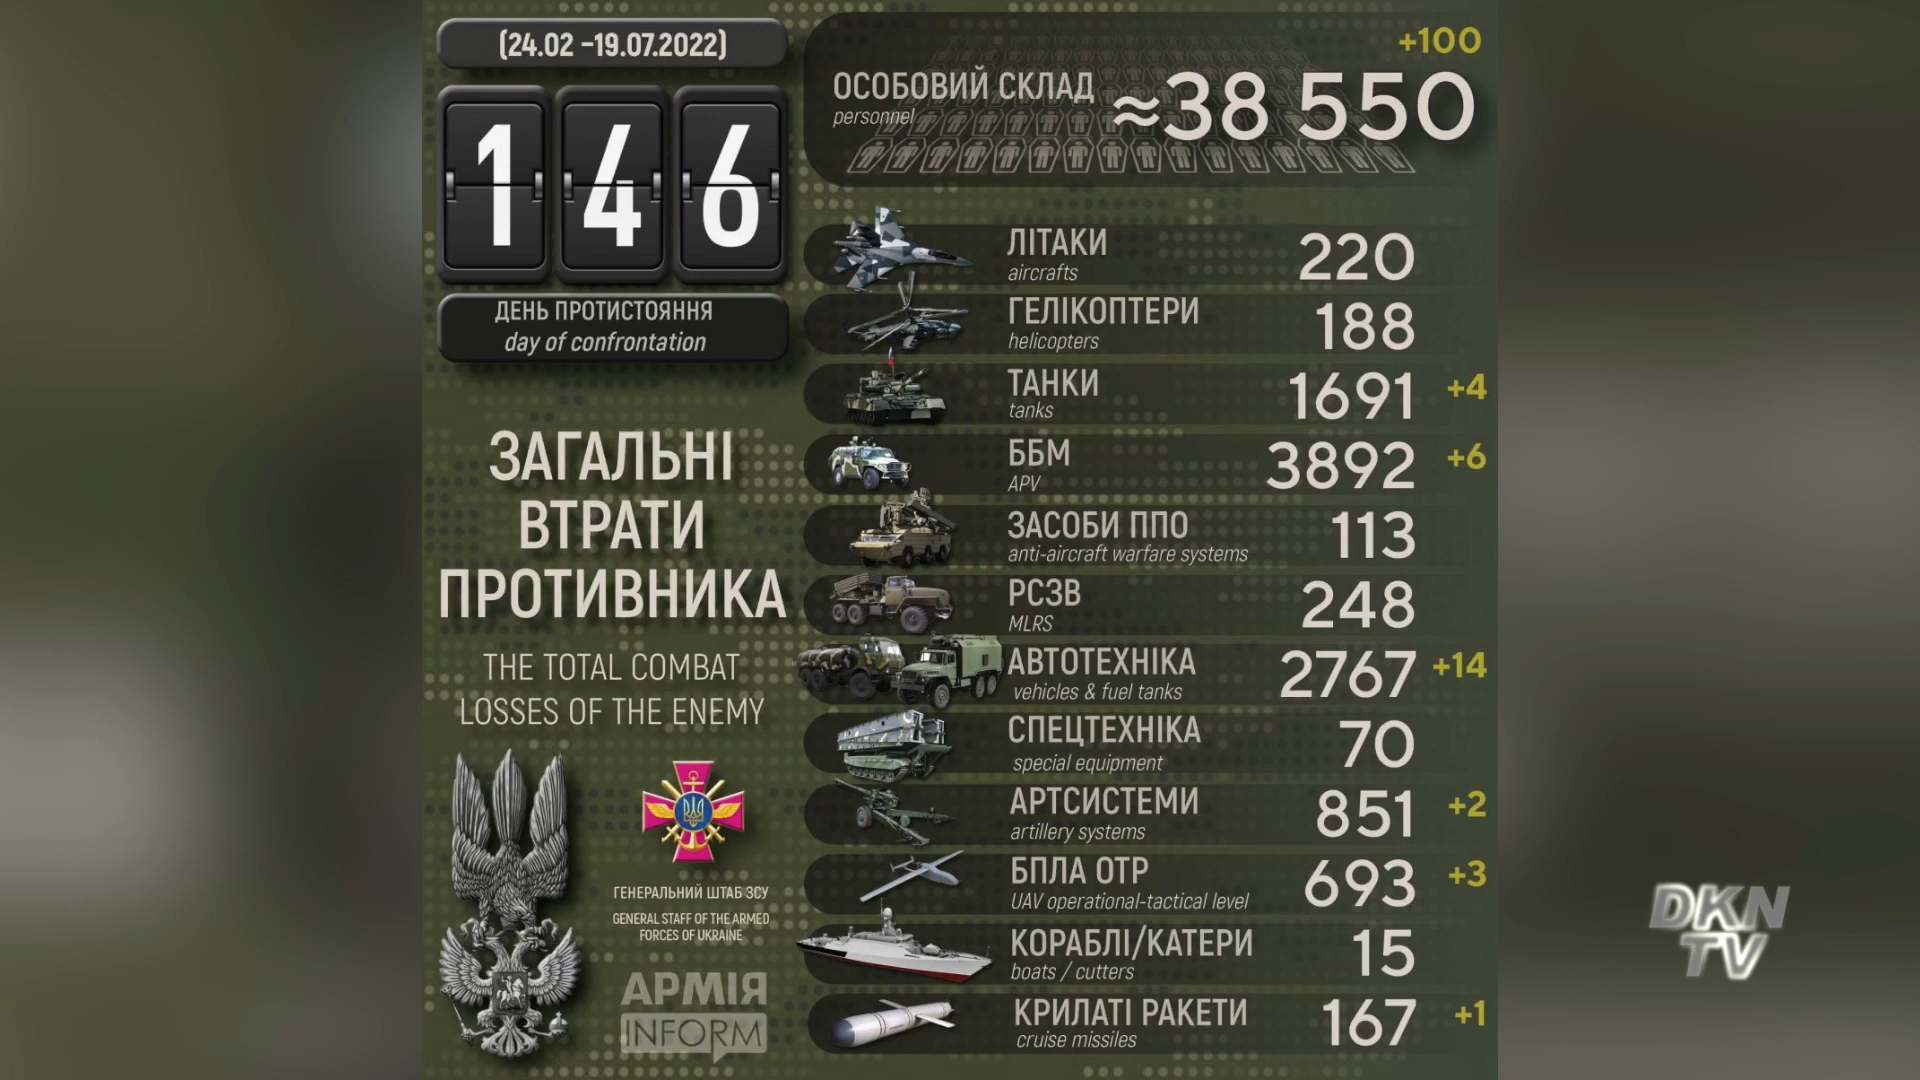 (24.02 –19.07.2022)
146
ДЕНЬ ПРОТИСТОЯННЯ
day of confrontation
ЗАГАЛЬНІ
ВТРАТИ
ПРОТИВНИКА
THE TOTAL COMBAT
LOSSES OF THE ENEMY
ГЕНЕРАЛЬНИЙ ШТАБ ЗСУ
GENERAL STAFF OF THE ARMED
FORCES OF UKRAINE
АРМІЯ
INFORM
+100
ОСОБОВИЙ СКЛАД ≈38 550
personnel
ЛІТАКИ 220
aircrafts
ГЕЛІКОПТЕРИ 188
helicopters
ТАНКИ 1691 +4
tanks
ББМ 3892 +6
APV
ЗАСОБИ ППО 113
anti-aircraft warfare systems
РСЗВ 248
MLRS
АВТОТЕХНІКА 2767 +14
vehicles & fuel tanks
СПЕЦТЕХНІКА 70
special equipment
АРТСИСТЕМИ 851 +2
artillery systems
БПЛА ОТР 693 +3
UAV operational-tactical level
КОРАБЛІ/КАТЕРИ 15
boats / cutters
КРИЛАТІ РАКЕТИ 167 +1
cruise missiles
DKN
TV